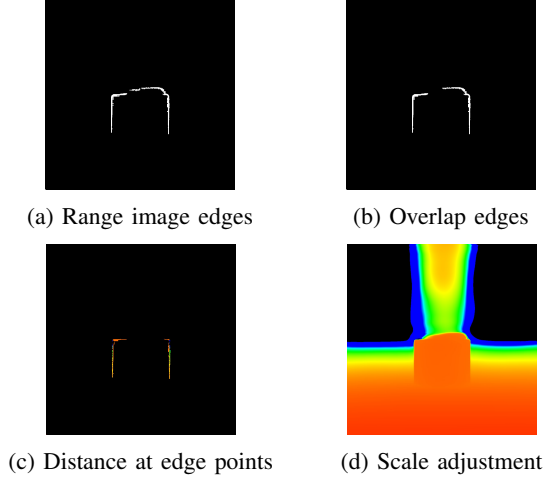 (a) Range image edges
(b) Overlap edges
(c) Distance at edge points
(d) Scale adjustment